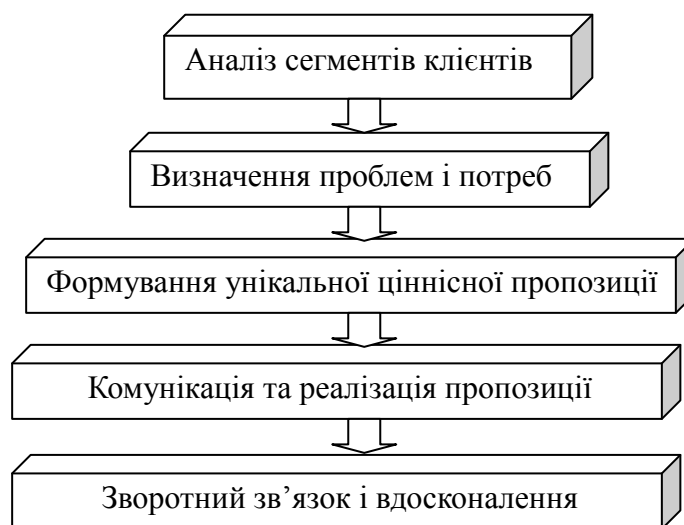 Аналіз сегментів клієнтів
Визначення проблем і потреб
Формування унікальної ціннісної пропозиції
Комунікація та реалізація пропозиції
Зворотний зв’язок і вдосконалення